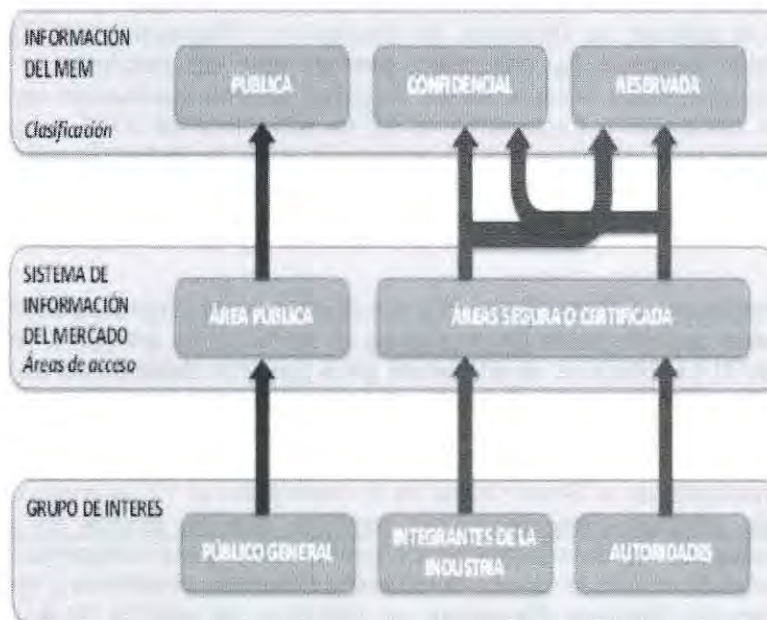 INFORMACIÓN
DEL MEM
Clasificación
PÚBLICA
CONFIDENCIAL
RESERVADA
SISTEMA DE
INFORMACIÓN
DEL MERCADO
Áreas de acceso
ÁREA PÚBLICA
ÁREAS SEGURA O CERTIFICADA
GRUPO DE INTERES
PÚBLICO GENERAL
INTEGRANTES DE LA
INDUSTRIA
AUTORIDADES